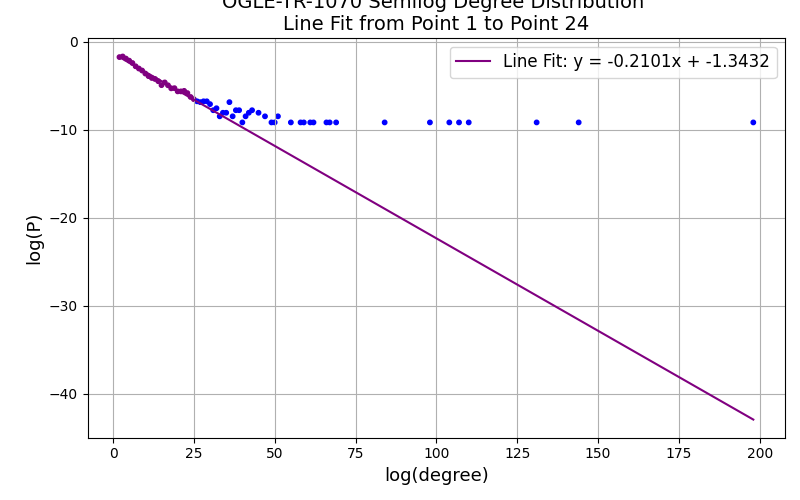 OGLE-TR-1070 Semilog Degree Distribution
Line Fit from Point 1 to Point 24
Line Fit: y = -0.2101x + -1.3432
0
−10
−20
−30
−40
log(P)
0 25 50 75 100 125 150 175 200
log(degree)